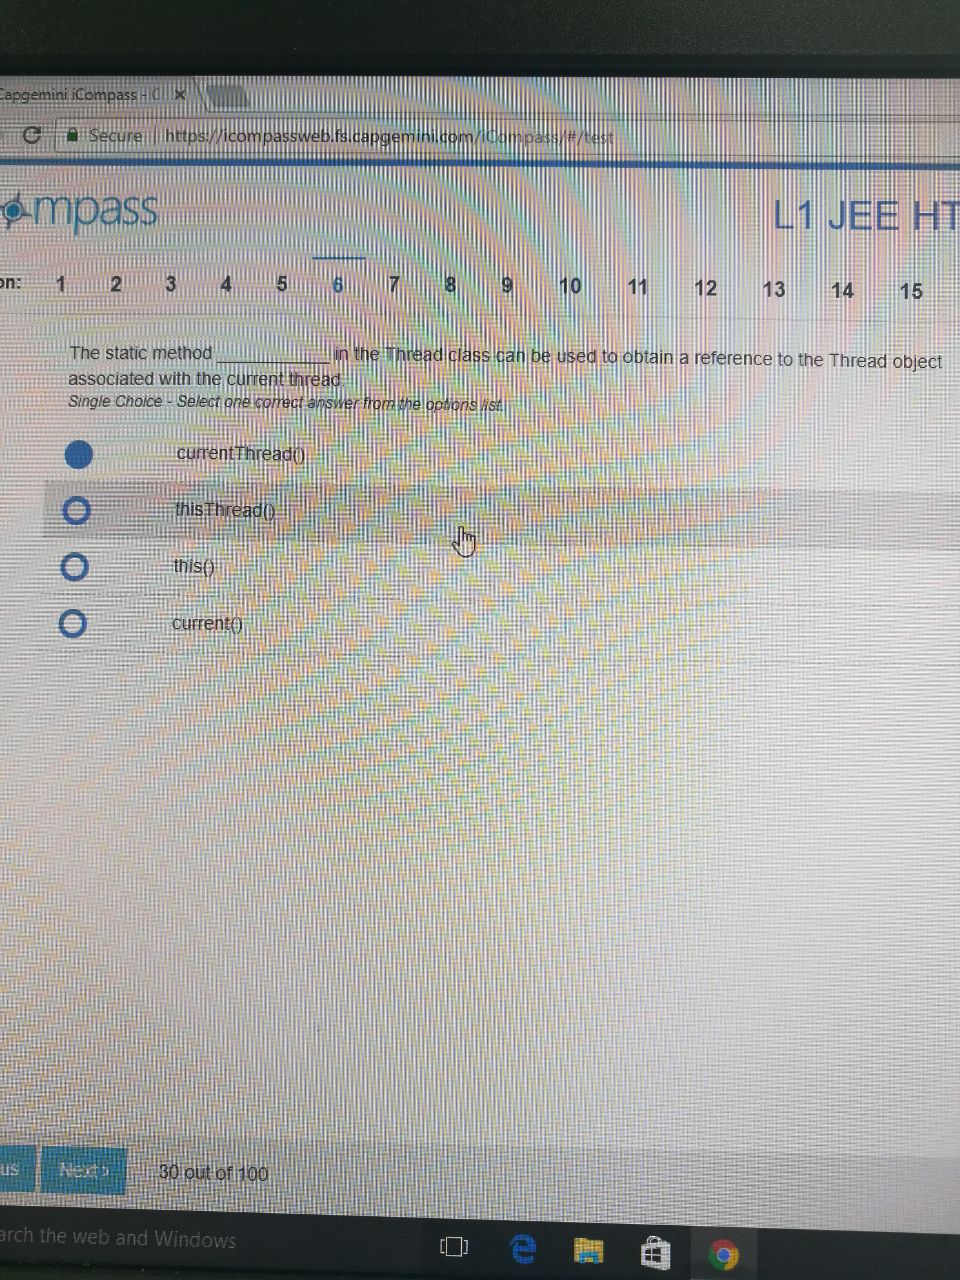 Capgemini iCompass - C
Secure https://icompassweb.fs.capgemini.com/iCompass/#/test
mpass
L1 JEE HT
on: 1 2 3 4 5 6 7 8 9 10 11 12 13 14 15
The static method ____________ in the Thread class can be used to obtain a reference to the Thread object
associated with the current thread.
Single Choice - Select one correct answer from the options list.
currentThread()
thisThread()
this()
current()
us Next > 30 out of 100
arch the web and Windows